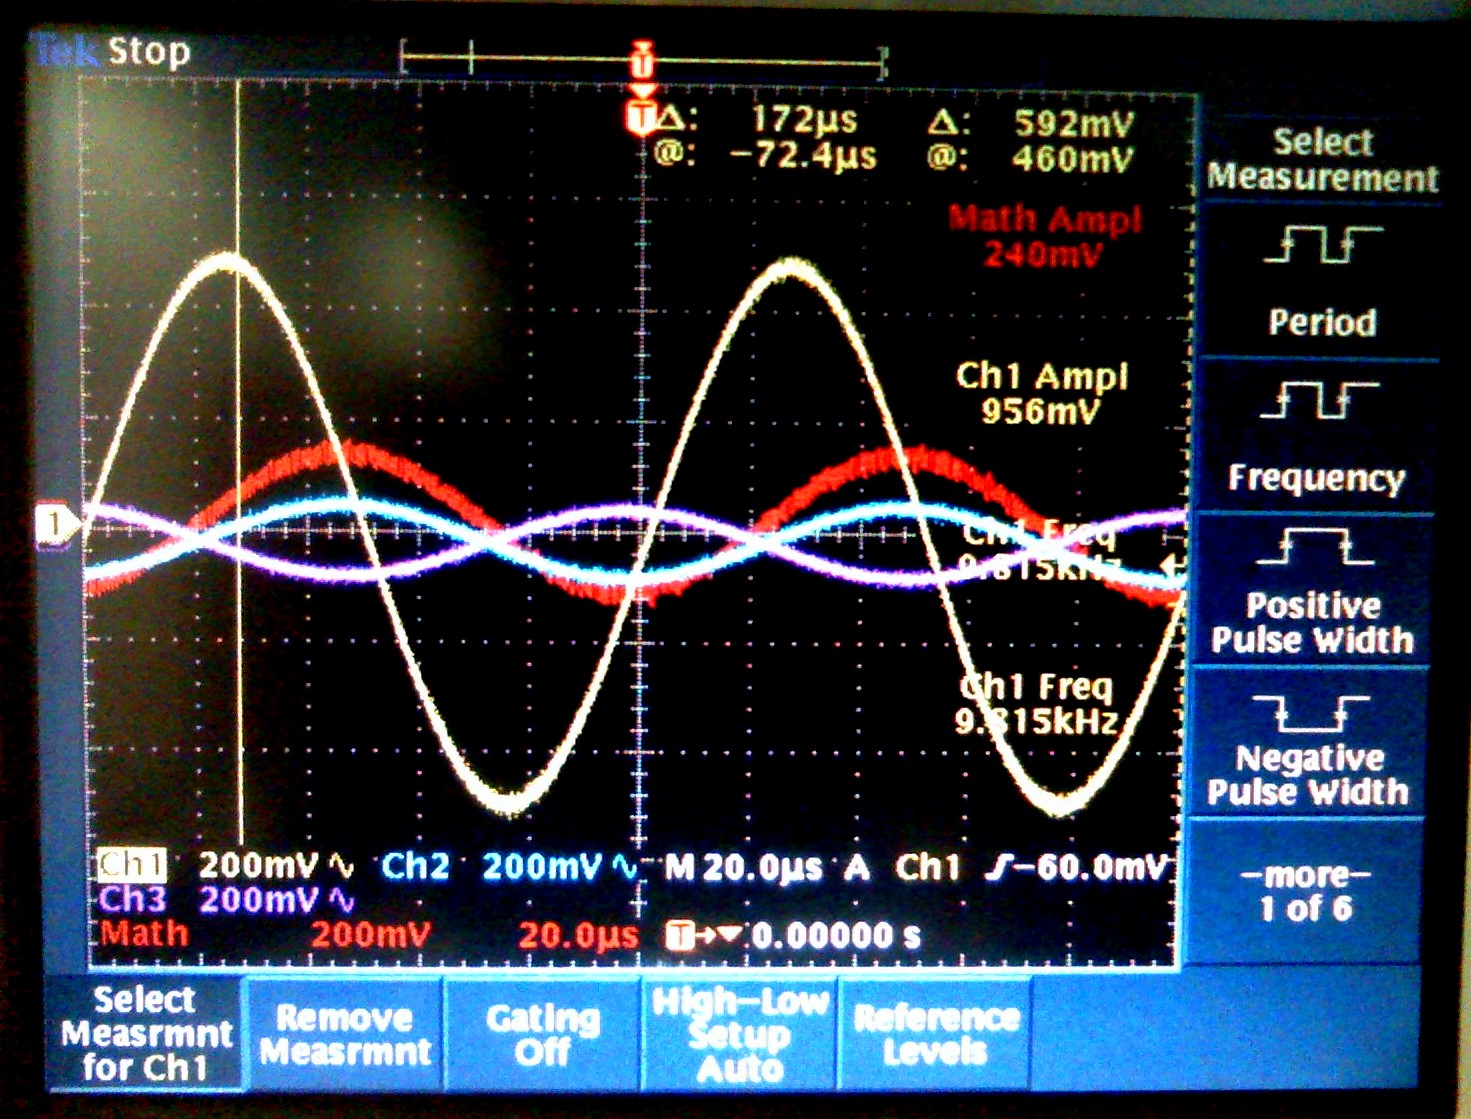 Tek Stop
U
T
Δ: 172µs Δ: 592mV
@: −72.4µs @: 460mV
Math Ampl
240mV
Ch1 Ampl
956mV
1
Ch1 Freq
9.815kHz
Ch1 Freq
9.815kHz
Ch1 200mV Ch2 200mV M 20.0µs A Ch1 −60.0mV
Ch3 200mV
Math 200mV 20.0µs T 0.00000 s
Select
Measurement
Period
Frequency
Positive
Pulse Width
Negative
Pulse Width
−more−
1 of 6
Select
Measrmnt
for Ch1
Remove
Measrmnt
Gating
Off
High−Low
Setup
Auto
Reference
Levels